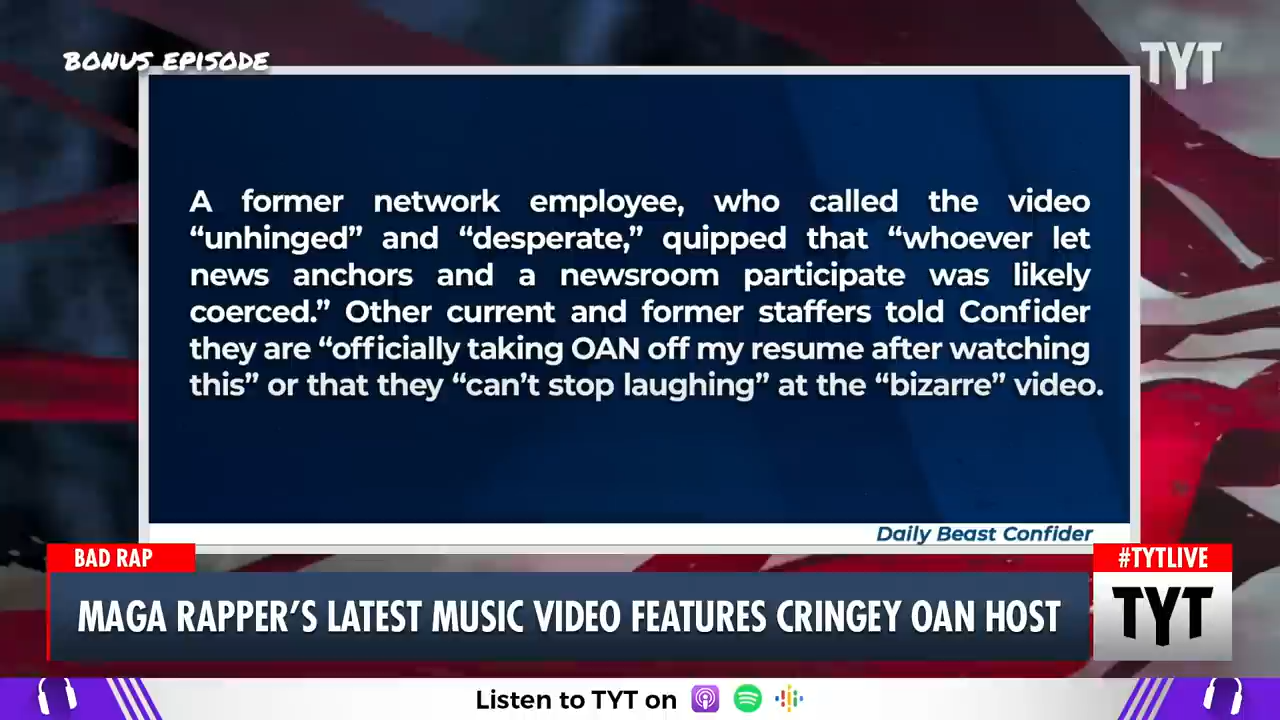 BONUS EPISODE
TYT
A former network employee, who called the video
“unhinged” and “desperate,” quipped that “whoever let
news anchors and a newsroom participate was likely
coerced.” Other current and former staffers told Confider
they are “officially taking OAN off my resume after watching
this” or that they “can’t stop laughing” at the “bizarre” video.
Daily Beast Confider
BAD RAP
#TYTLIVE
MAGA RAPPER’S LATEST MUSIC VIDEO FEATURES CRINGEY OAN HOST
TYT
Listen to TYT on